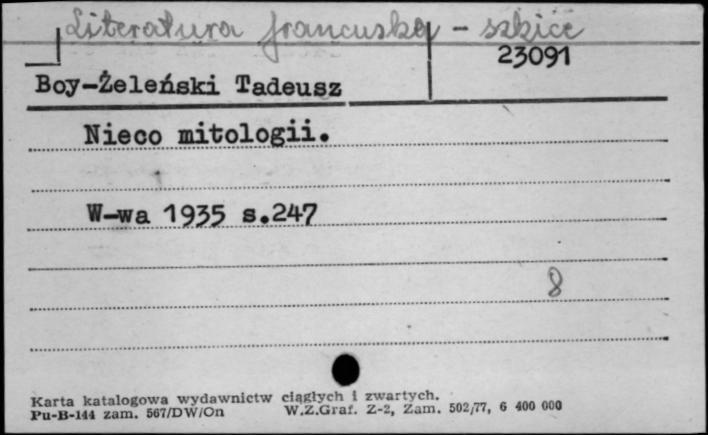 Literatura francuska - szkice
23091
Boy-Żeleński Tadeusz
Nieco mitologii.
W-wa 1935 s.247
8
Karta katalogowa wydawnictw ciągłych i zwartych.
Pu-B-144 zam. 567/DW/On W.Z.Graf. Z-2, Zam. 502/77, 6 400 000